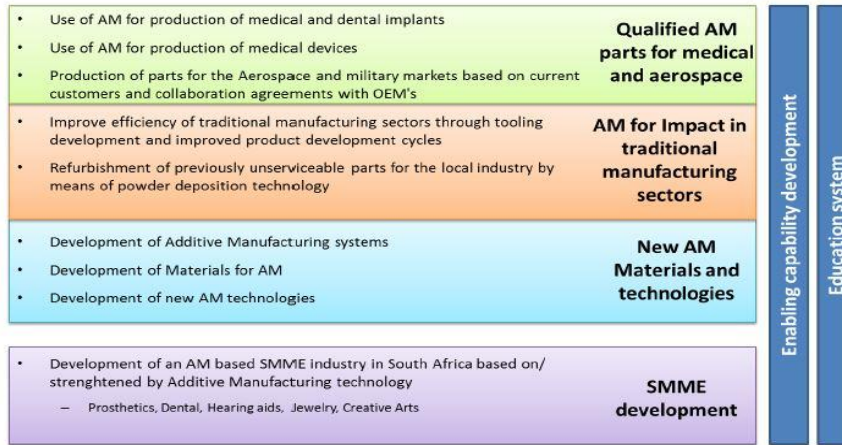 • Use of AM for production of medical and dental implants
• Use of AM for production of medical devices
• Production of parts for the Aerospace and military markets based on current
customers and collaboration agreements with OEM's
Qualified AM
parts for medical
and aerospace
• Improve efficiency of traditional manufacturing sectors through tooling
development and improved product development cycles
• Refurbishment of previously unserviceable parts for the local industry by
means of powder deposition technology
AM for Impact in
traditional
manufacturing
sectors
• Development of Additive Manufacturing systems
• Development of Materials for AM
• Development of new AM technologies
New AM
Materials and
technologies
• Development of an AM based SMME industry in South Africa based on/
strenghtened by Additive Manufacturing technology
– Prosthetics, Dental, Hearing aids, Jewelry, Creative Arts
SMME
development
Enabling capability development
Education system